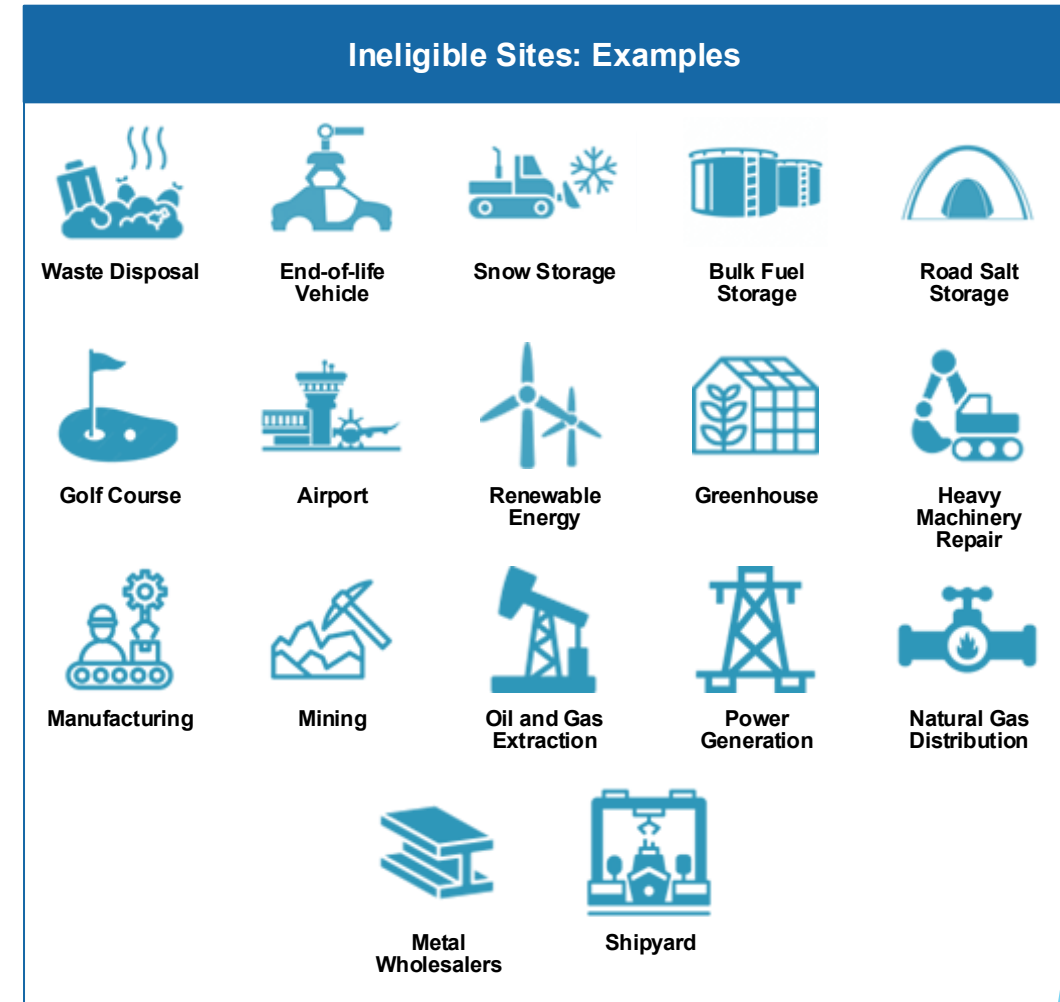 Ineligible Sites: Examples
Waste Disposal
End-of-life
Vehicle
Snow Storage
Bulk Fuel
Storage
Road Salt
Storage
Golf Course
Airport
Renewable
Energy
Greenhouse
Heavy
Machinery
Repair
Manufacturing
Mining
Oil and Gas
Extraction
Power
Generation
Natural Gas
Distribution
Metal
Wholesalers
Shipyard